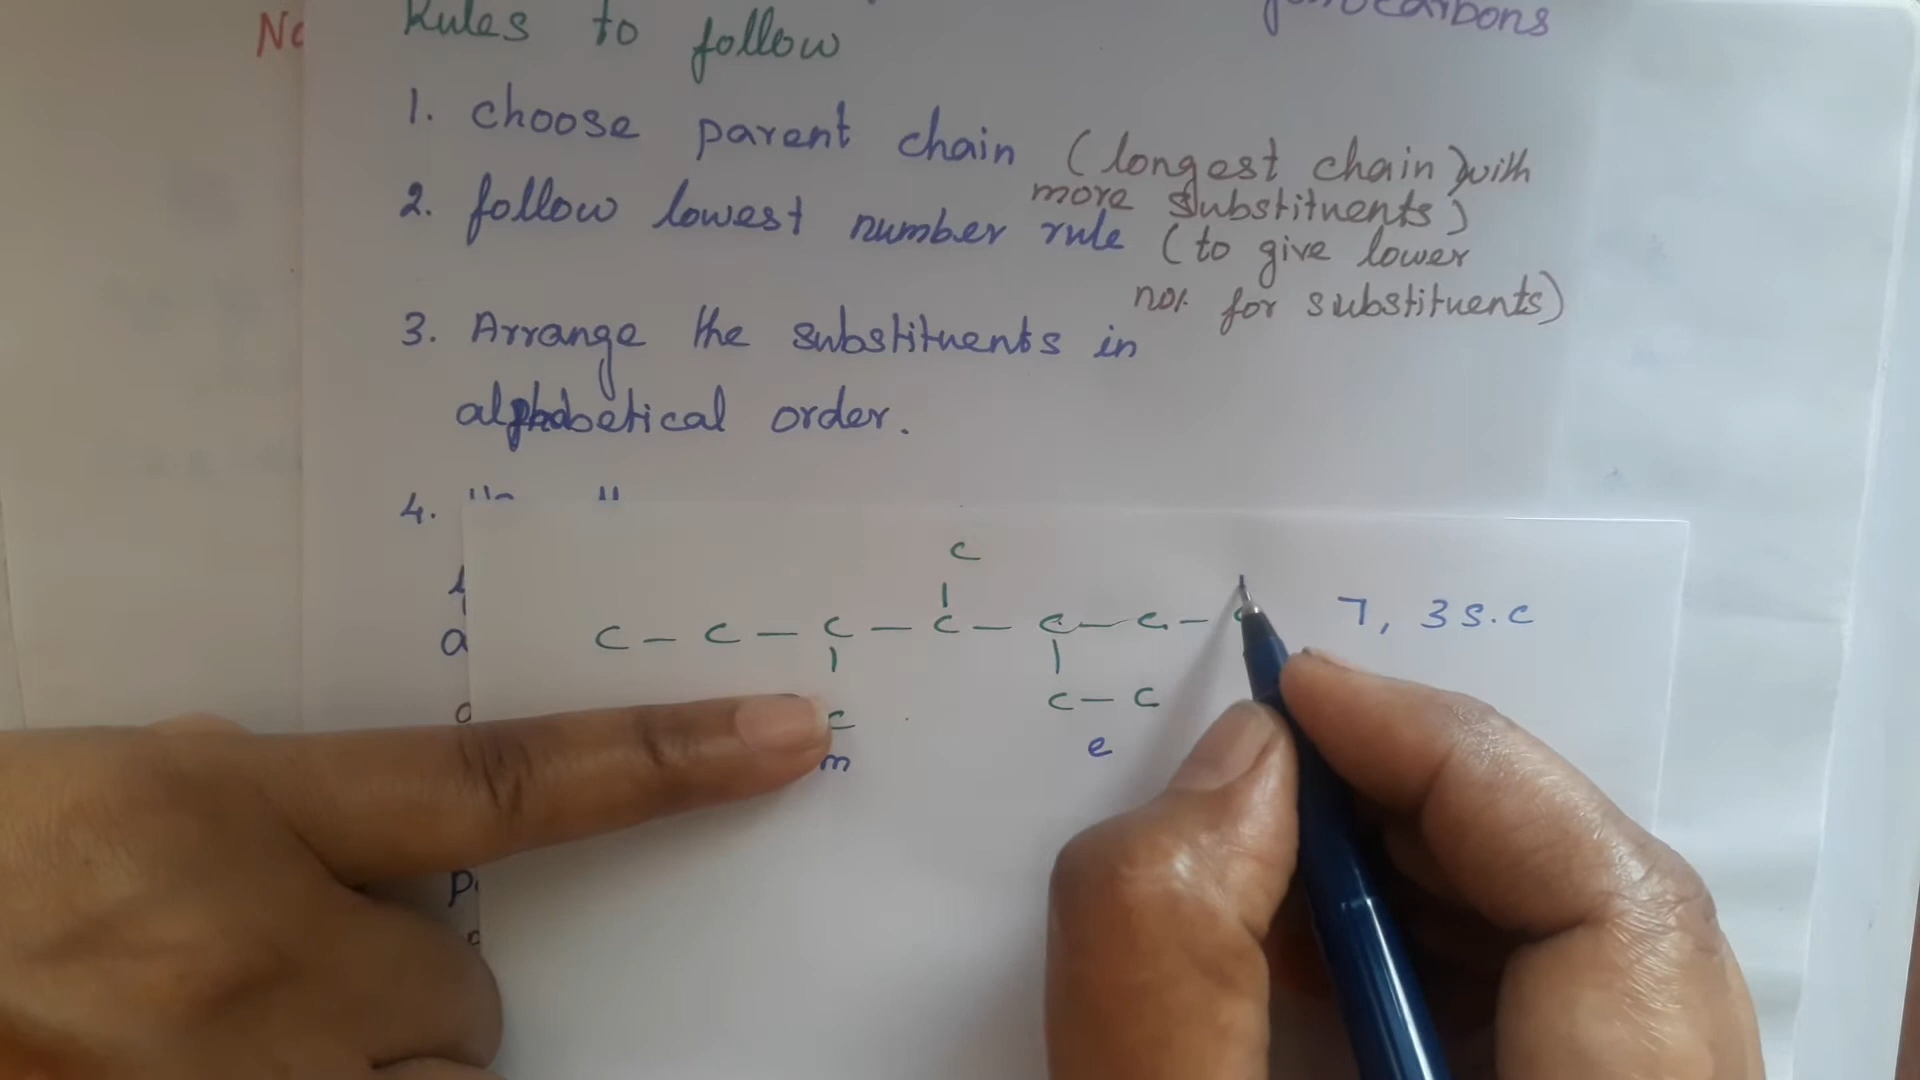 Rules to follow
1. choose parent chain (longest chain) with
more substituents)
2. follow lowest number rule (to give lower
no. for substituents)
3. Arrange the substituents in
alphabetical order.
4.
C
C – C – C – C – C – C – C 7, 3 S.C
C C – C
m e